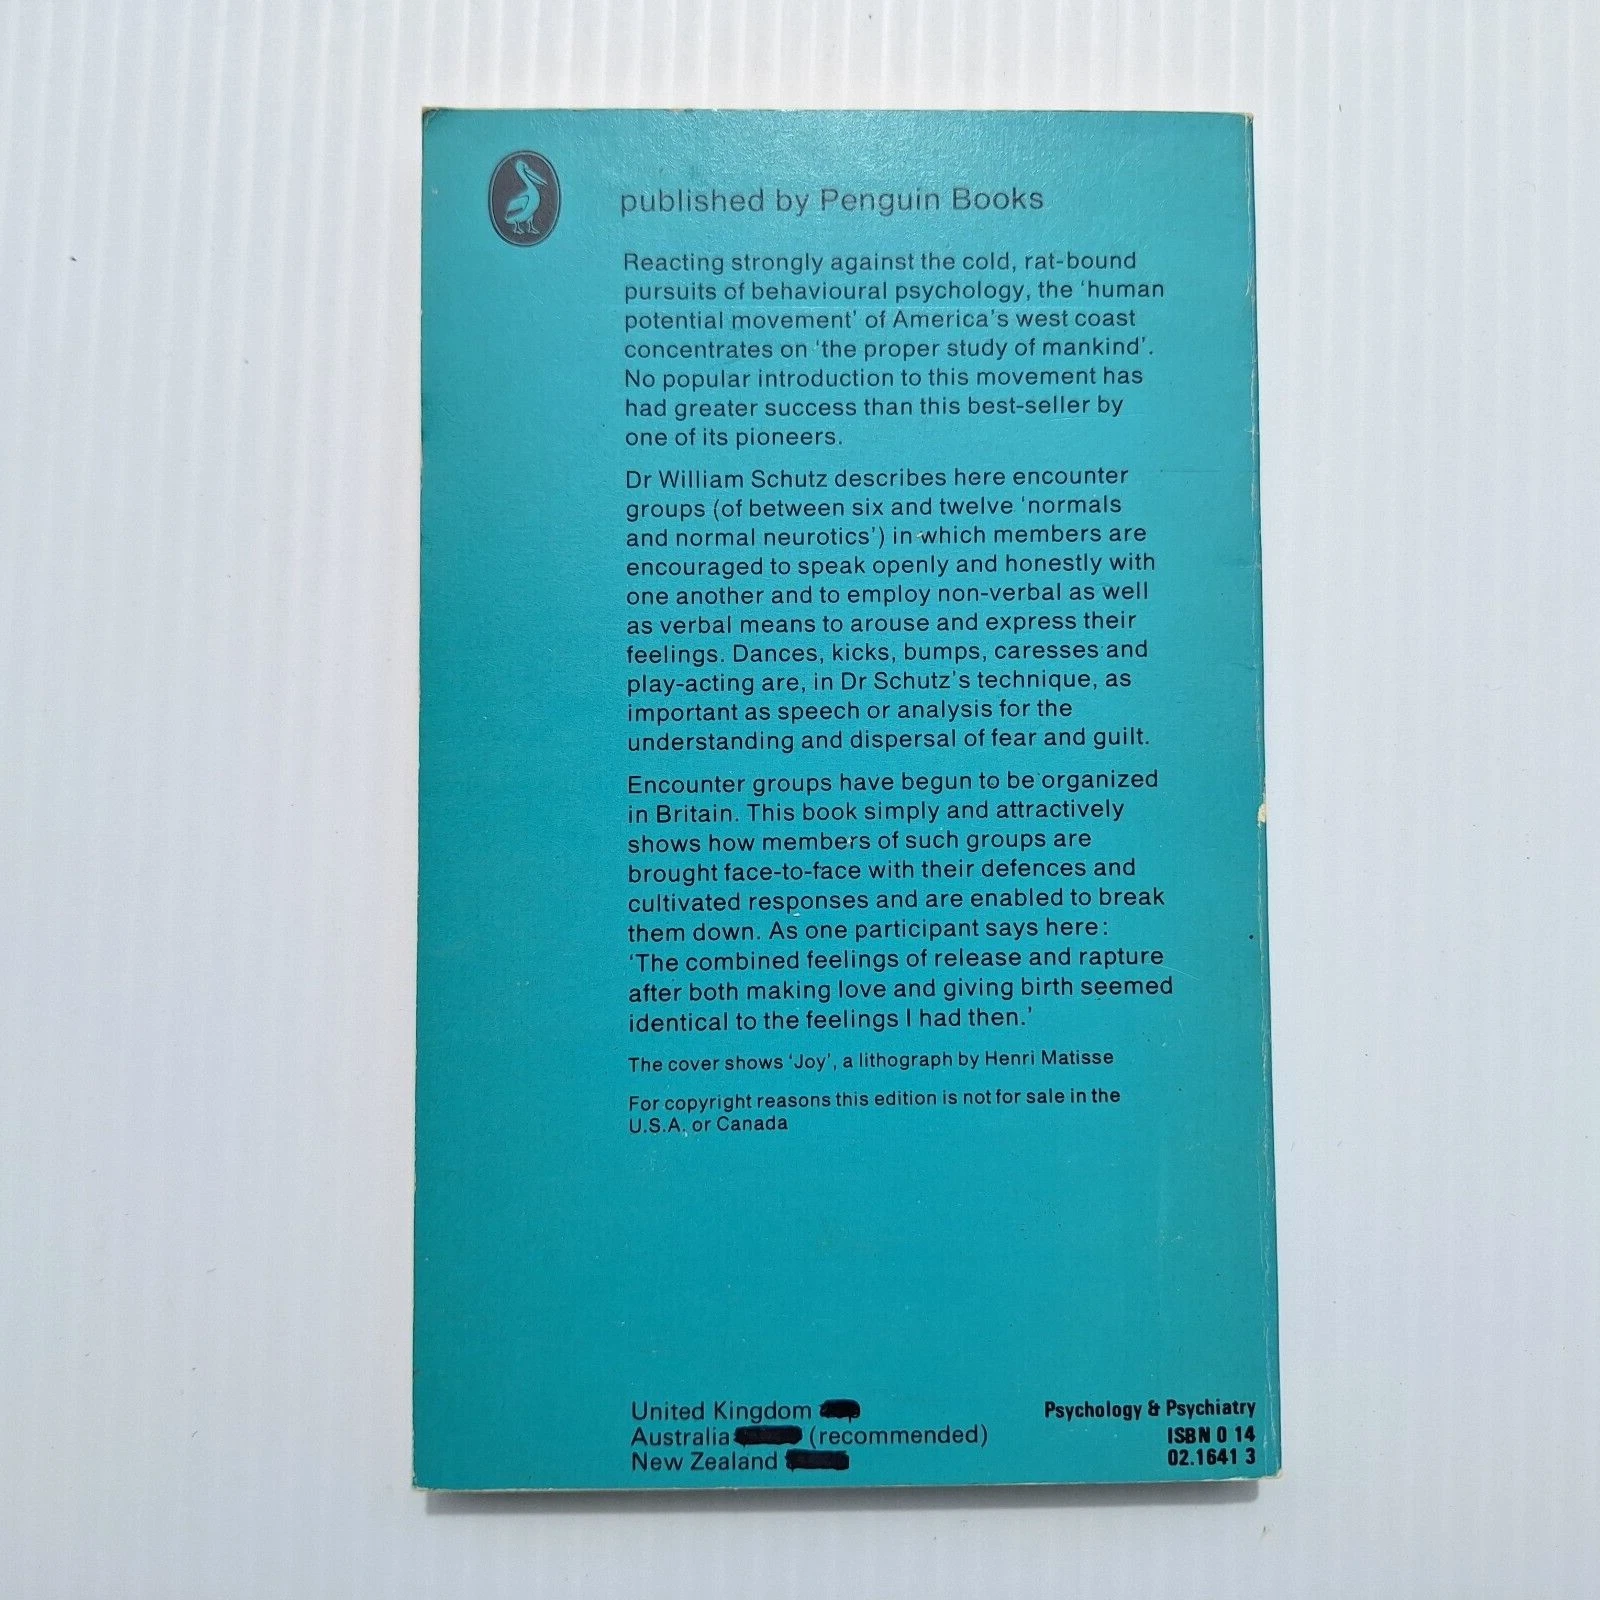 published by Penguin Books
Reacting strongly against the cold, rat-bound
pursuits of behavioural psychology, the ‘human
potential movement’ of America’s west coast
concentrates on ‘the proper study of mankind’.
No popular introduction to this movement has
had greater success than this best-seller by
one of its pioneers.
Dr William Schutz describes here encounter
groups (of between six and twelve ‘normals
and normal neurotics’) in which members are
encouraged to speak openly and honestly with
one another and to employ non-verbal as well
as verbal means to arouse and express their
feelings. Dances, kicks, bumps, caresses and
play-acting are, in Dr Schutz’s technique, as
important as speech or analysis for the
understanding and dispersal of fear and guilt.
Encounter groups have begun to be organized
in Britain. This book simply and attractively
shows how members of such groups are
brought face-to-face with their defences and
cultivated responses and are enabled to break
them down. As one participant says here:
‘The combined feelings of release and rapture
after both making love and giving birth seemed
identical to the feelings I had then.’
The cover shows ‘Joy’, a lithograph by Henri Matisse
For copyright reasons this edition is not for sale in the
U.S.A. or Canada
United Kingdom
Australia (recommended)
New Zealand
Psychology & Psychiatry
ISBN 0 14
02.1641 3